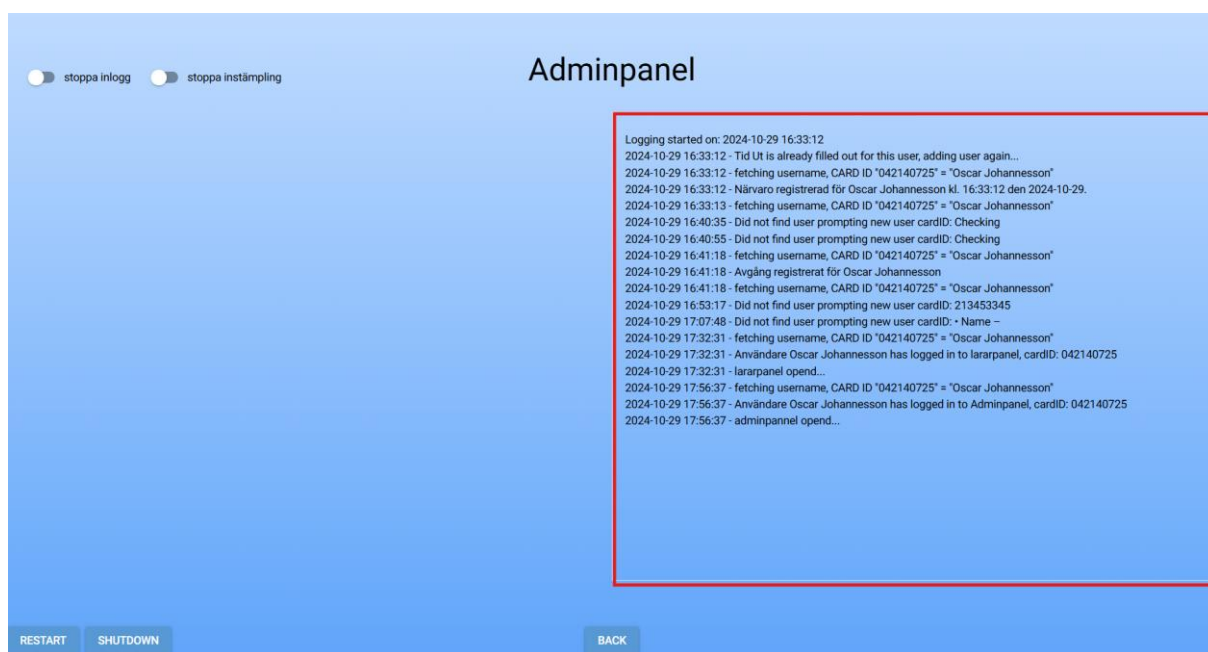 Adminpanel
stoppa inlogg stoppa instämpling
Logging started on: 2024-10-29 16:33:12
2024-10-29 16:33:12 - Tid Ut is already filled out for this user, adding user again...
2024-10-29 16:33:12 - fetching username, CARD ID "042140725" = "Oscar Johannesson"
2024-10-29 16:33:12 - Närvaro registrerad för Oscar Johannesson kl. 16:33:12 den 2024-10-29.
2024-10-29 16:33:13 - fetching username, CARD ID "042140725" = "Oscar Johannesson"
2024-10-29 16:40:35 - Did not find user prompting new user cardID: Checking
2024-10-29 16:40:55 - Did not find user prompting new user cardID: Checking
2024-10-29 16:41:18 - fetching username, CARD ID "042140725" = "Oscar Johannesson"
2024-10-29 16:41:18 - Avgång registrerat för Oscar Johannesson
2024-10-29 16:41:18 - fetching username, CARD ID "042140725" = "Oscar Johannesson"
2024-10-29 16:53:17 - Did not find user prompting new user cardID: 213453345
2024-10-29 17:07:48 - Did not find user prompting new user cardID: • Name –
2024-10-29 17:32:31 - fetching username, CARD ID "042140725" = "Oscar Johannesson"
2024-10-29 17:32:31 - Användare Oscar Johannesson has logged in to lararpanel, cardID: 042140725
2024-10-29 17:32:31 - lararpanel opend...
2024-10-29 17:56:37 - fetching username, CARD ID "042140725" = "Oscar Johannesson"
2024-10-29 17:56:37 - Användare Oscar Johannesson has logged in to Adminpanel, cardID: 042140725
2024-10-29 17:56:37 - adminpannel opend...
RESTART SHUTDOWN BACK